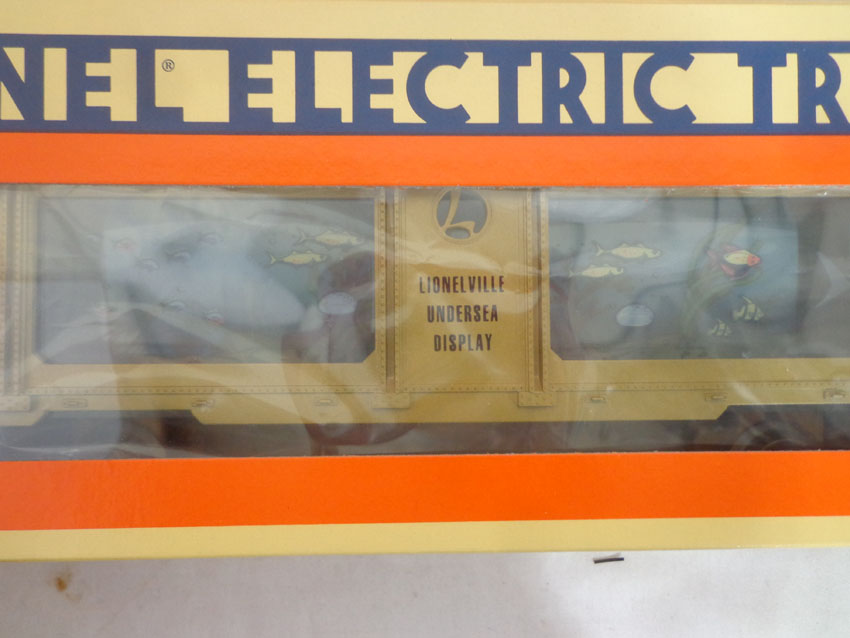 NEL® ELECTRIC TR
L
LIONELVILLE
UNDERSEA
DISPLAY